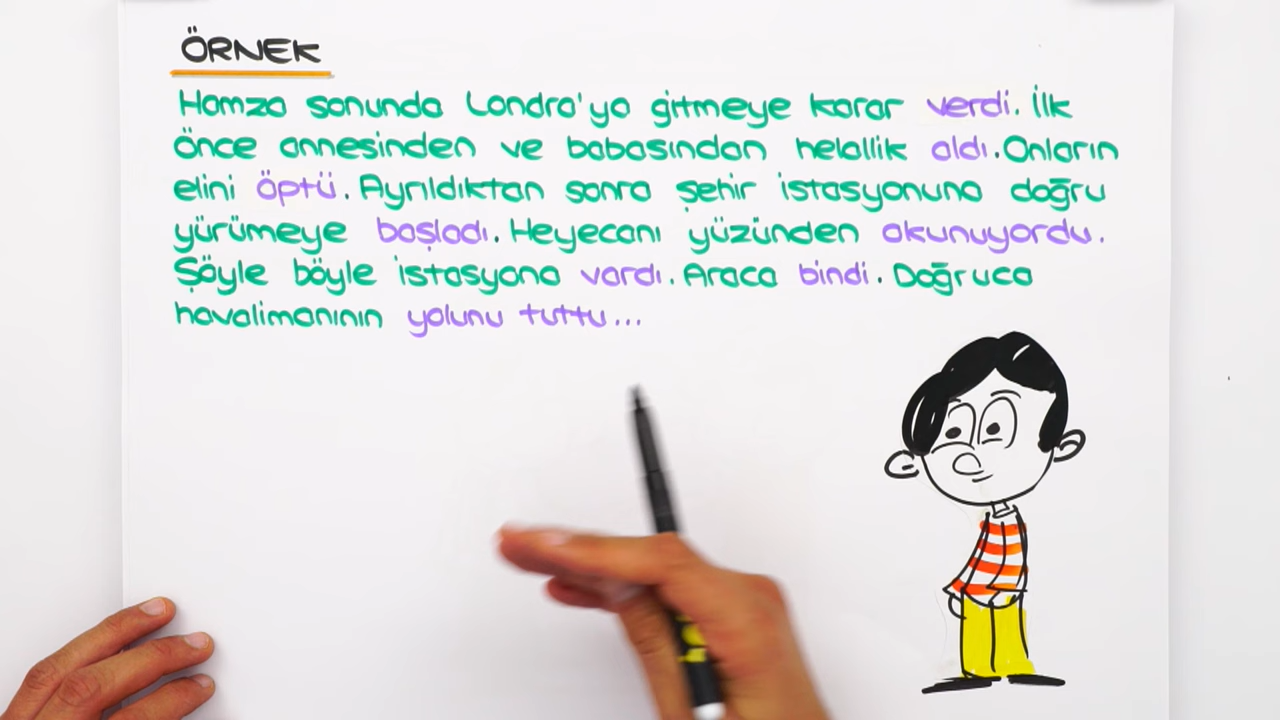 ÖRNEK
Hamza sonunda Londra'ya gitmeye karar verdi. İlk
önce annesinden ve babasından helallik aldı. Onların
elini öptü. Ayrıldıktan sonra şehir istasyonuna doğru
yürümeye başladı. Heyecanı yüzünden okunuyordu.
Şöyle böyle istasyona vardı. Araca bindi. Doğruca
havalimanının yolunu tuttu...